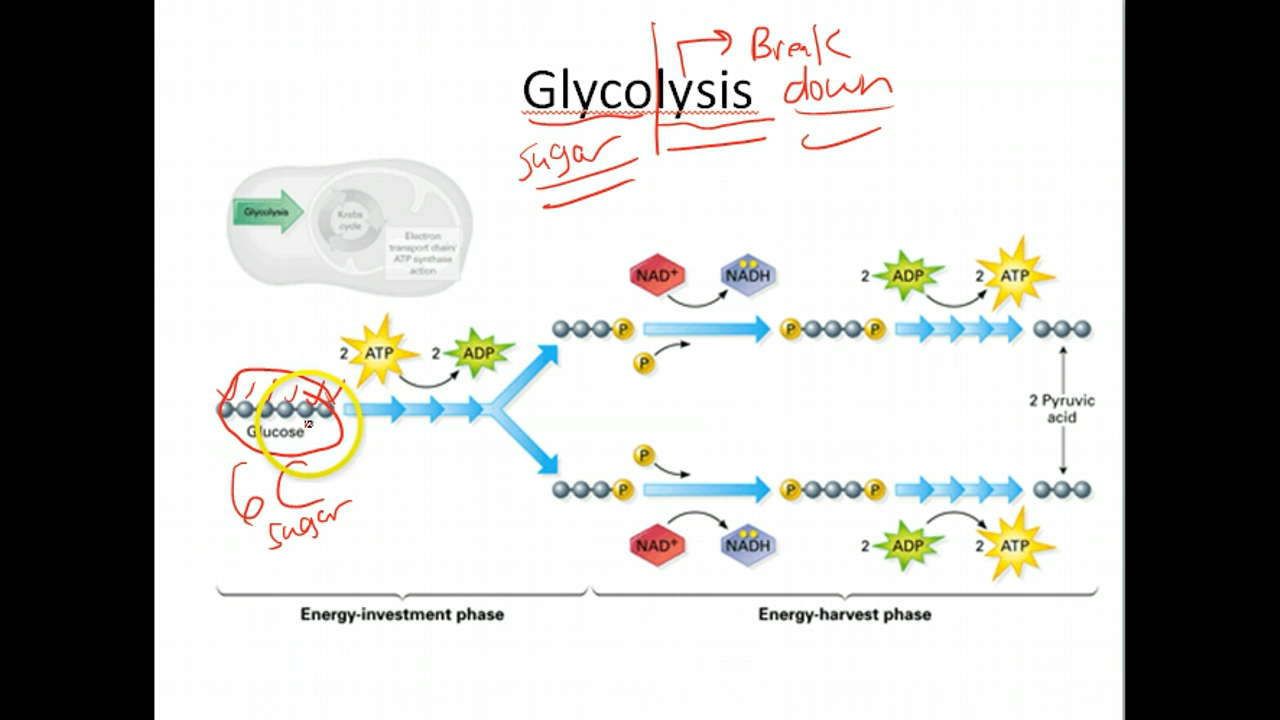 Break
Glycolysis down
sugar
Glycolysis
Krebs
cycle
Electron
transport chain/
ATP synthase
action
NAD+ NADH 2 ADP 2 ATP
P P P
2 ATP 2 ADP
P
Glucose
2 Pyruvic
acid
P
6 C
sugar
P P P
NAD+ NADH 2 ADP 2 ATP
Energy-investment phase Energy-harvest phase